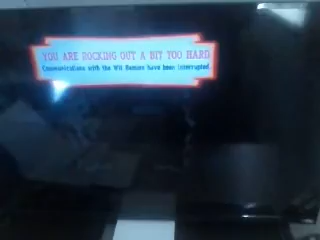 YOU ARE ROCKING OUT A BIT TOO HARD
Communications with the Wii Remote have been interrupted.